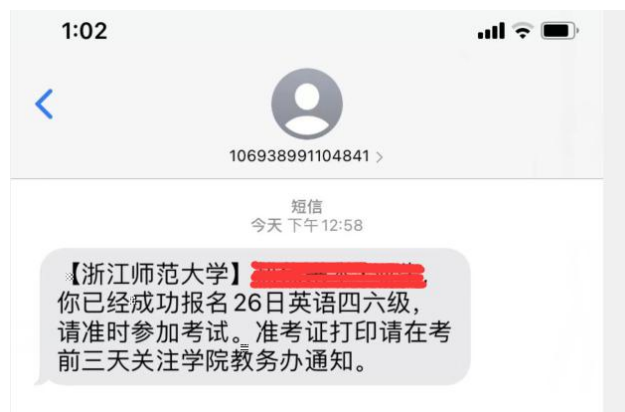 1:02
106938991104841 >
短信
今天 下午 12:58
【浙江师范大学】
你已经成功报名26日英语四六级，
请准时参加考试。准考证打印请在考
前三天关注学院教务办通知。